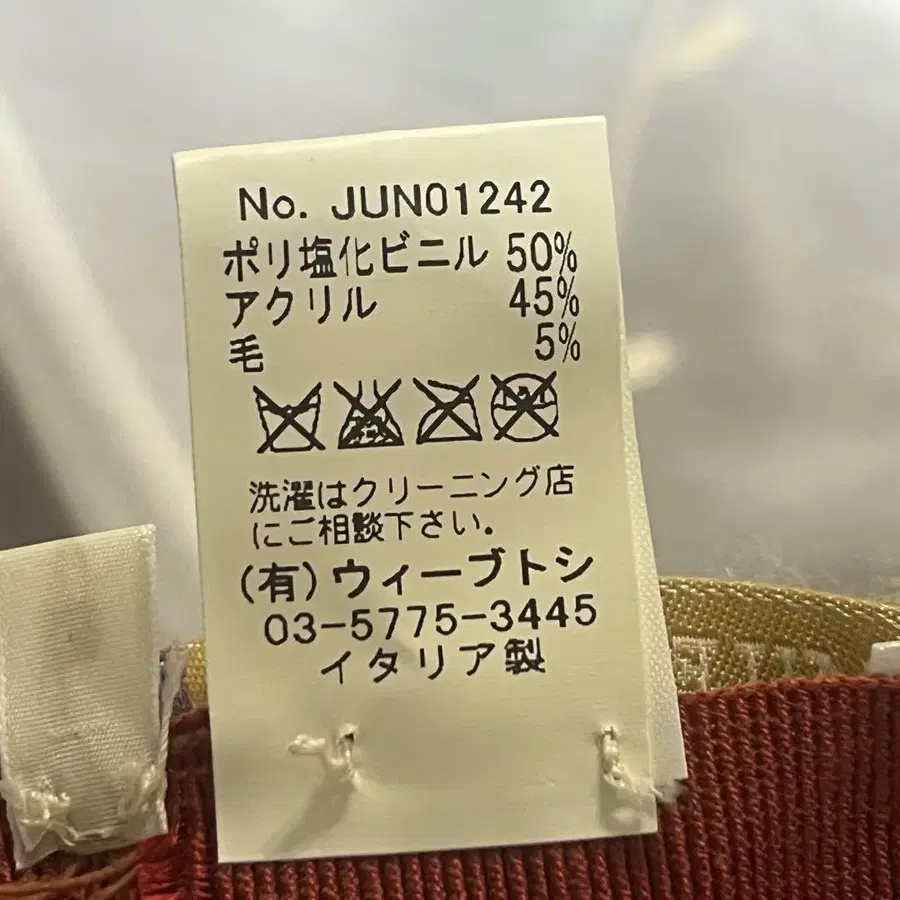 No. JUN01242
ポリ塩化ビニル 50%
アクリル 45%
毛 5%
洗濯はクリーニング店
にご相談下さい。
(有)ウィーブトシ
03-5775-3445
イタリア製